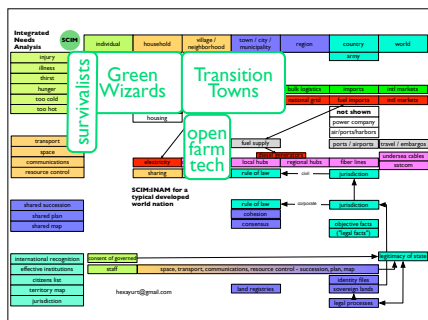 Integrated
Needs
Analysis
SCIM
individual
household
village /
neighborhood
town / city /
municipality
region
country
world
army
injury
illness
thirst
hunger
too cold
too hot
survivalists
Green
Wizards
Transition
Towns
bulk logistics
imports
intl markets
national grid
fuel imports
intl markets
housing
not shown
power company
air/ports/harbors
open
farm
tech
transport
space
communications
resource control
fuel supply
ports / airports
travel / embargos
diesel generators
undersea cables
satcom
electricity
local hubs
regional hubs
fiber lines
sharing
rule of law
civil
jurisdiction
SCIM:INAM for a
typical developed
world nation
shared succession
shared plan
shared map
rule of law
corporate
jurisdiction
cohesion
consensus
objective facts
("legal facts")
international recognition
effective institutions
citizens list
territory map
jurisdiction
consent of governed
legitimacy of state
staff
space, transport, communications, resource control - succession, plan, map
identity files
hexayurt@gmail.com
land registries
sovereign lands
legal processes